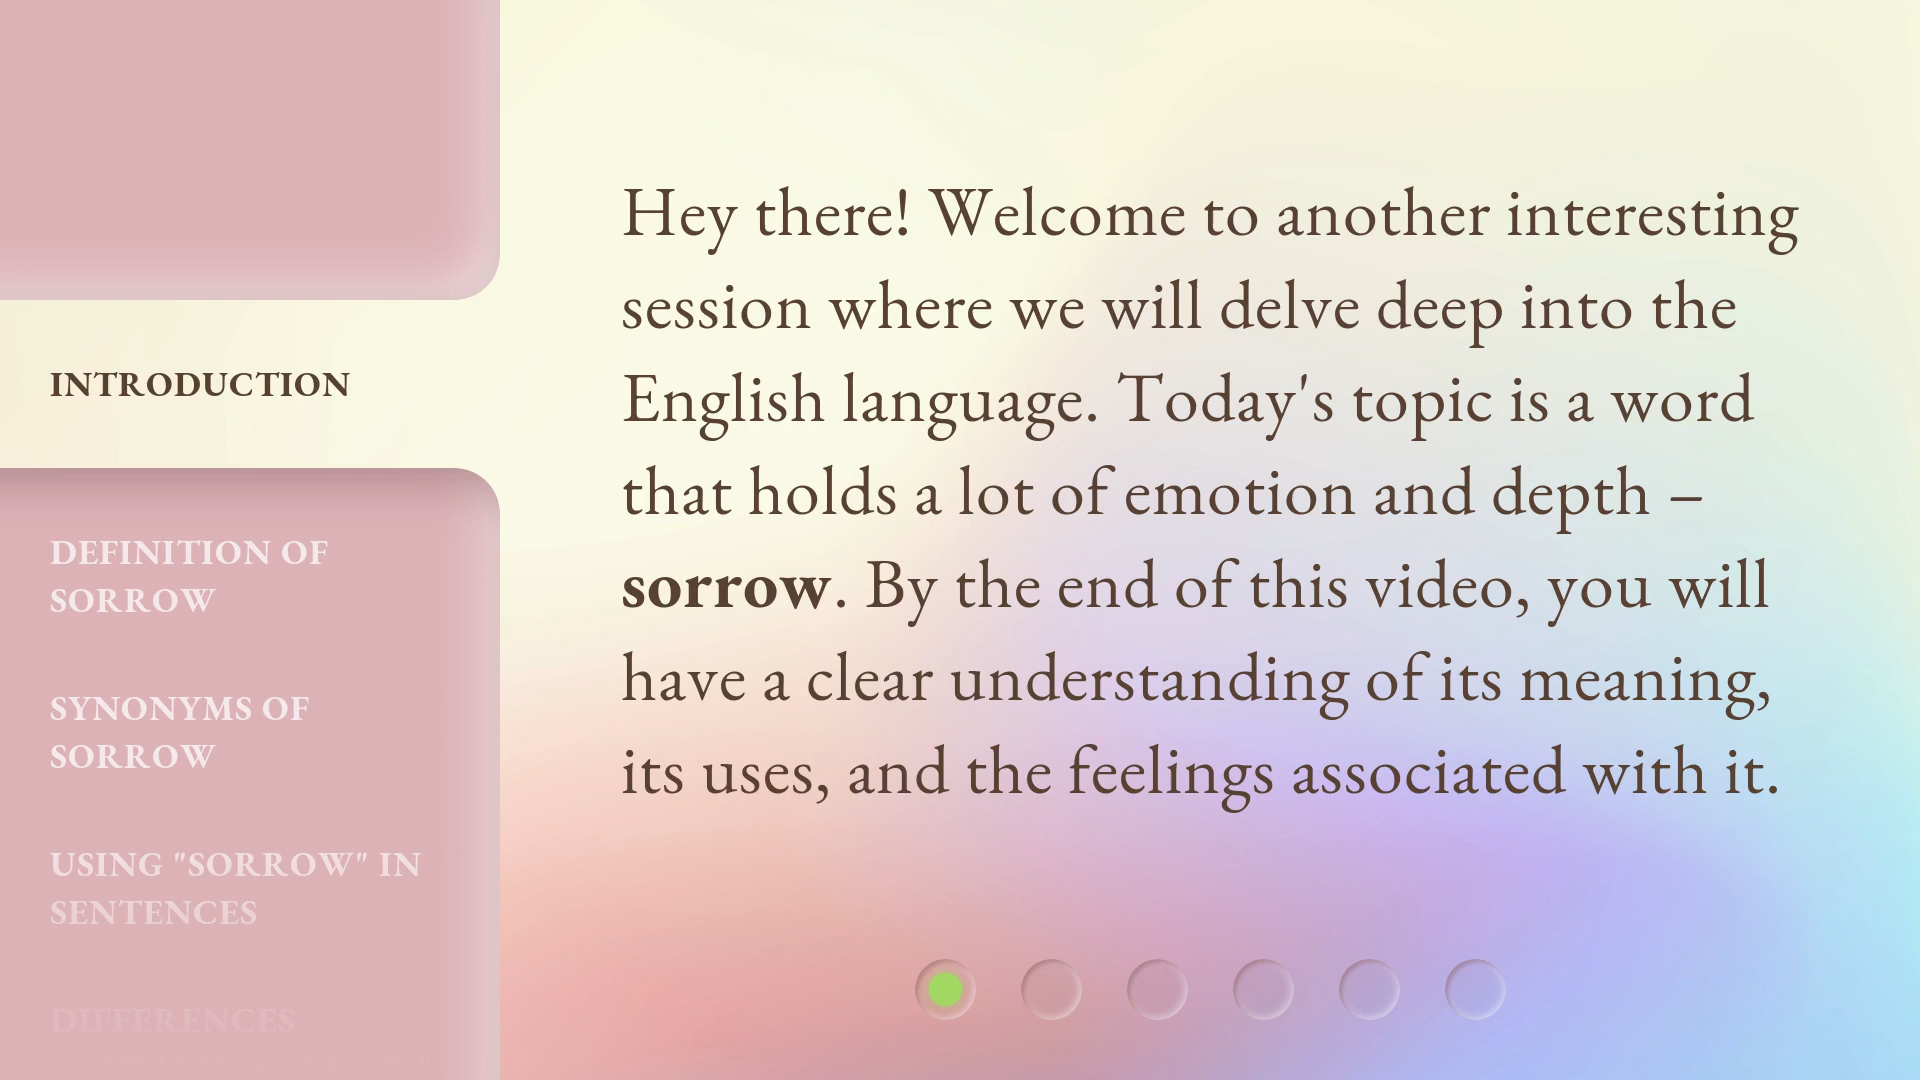 INTRODUCTION
DEFINITION OF
SORROW
SYNONYMS OF
SORROW
USING "SORROW" IN
SENTENCES
DIFFERENCES
Hey there! Welcome to another interesting
session where we will delve deep into the
English language. Today's topic is a word
that holds a lot of emotion and depth –
sorrow. By the end of this video, you will
have a clear understanding of its meaning,
its uses, and the feelings associated with it.